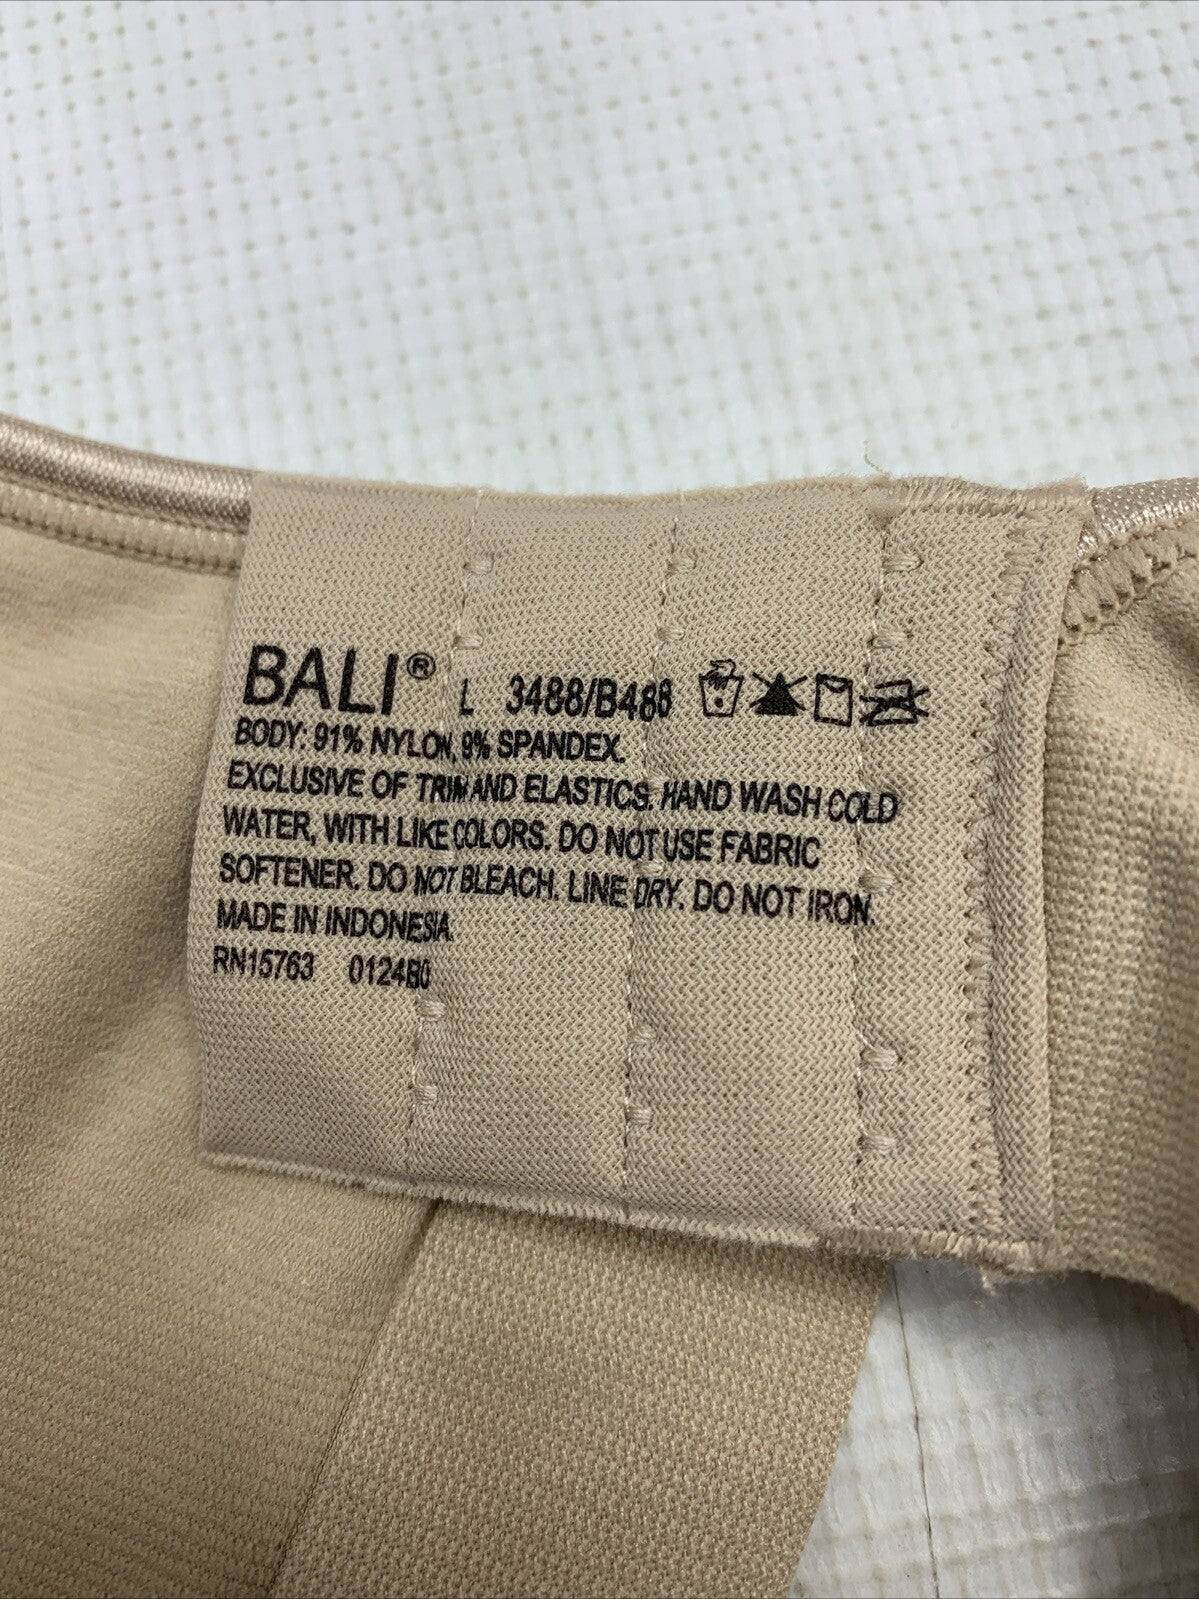 BALI® L 3488/B488
BODY: 91% NYLON, 9% SPANDEX.
EXCLUSIVE OF TRIM AND ELASTICS. HAND WASH COLD
WATER, WITH LIKE COLORS. DO NOT USE FABRIC
SOFTENER. DO NOT BLEACH. LINE DRY. DO NOT IRON.
MADE IN INDONESIA
RN15763 0124B0